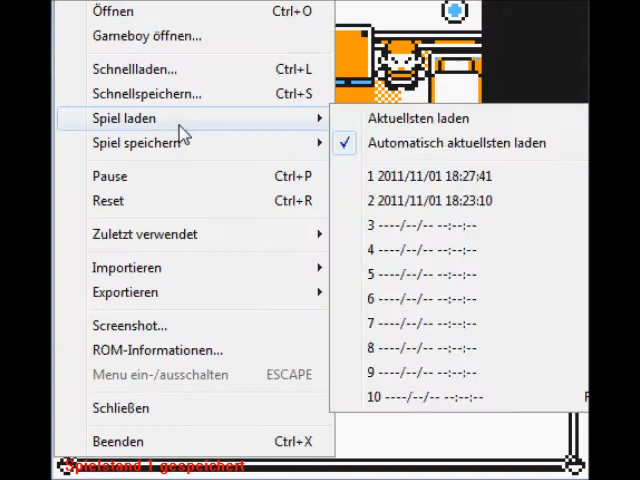 Öffnen Ctrl+O
Gameboy öffnen...
Schnellladen... Ctrl+L
Schnellspeichern... Ctrl+S
Spiel laden
Spiel speichern
Pause Ctrl+P
Reset Ctrl+R
Zuletzt verwendet
Importieren
Exportieren
Screenshot...
ROM-Informationen...
Menu ein-/ausschalten ESCAPE
Schließen
Beenden Ctrl+X
Aktuellsten laden
Automatisch aktuellsten laden
1 2011/11/01 18:27:41
2 2011/11/01 18:23:10
3 ----/--/-- --:--:--
4 ----/--/-- --:--:--
5 ----/--/-- --:--:--
6 ----/--/-- --:--:--
7 ----/--/-- --:--:--
8 ----/--/-- --:--:--
9 ----/--/-- --:--:--
10 ----/--/-- --:--:--
Spielstand 1 gespeichert